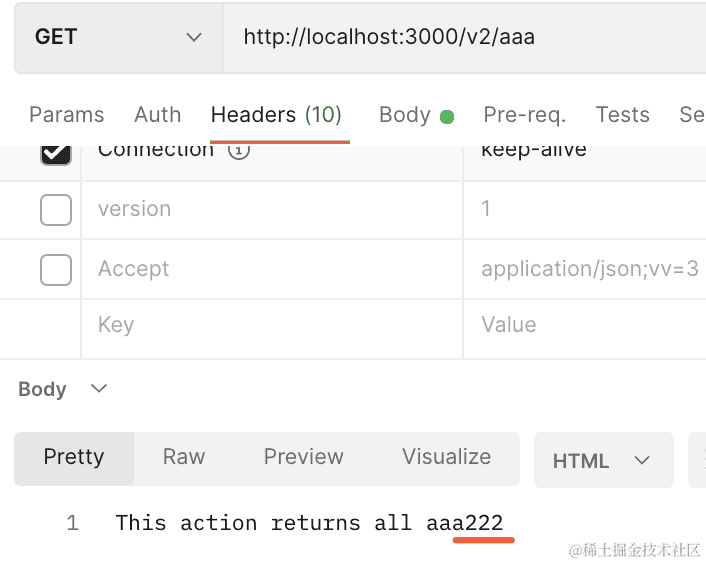 GET http://localhost:3000/v2/aaa
Params Auth Headers (10) Body Pre-req. Tests Se
Connection keep-alive
version 1
Accept application/json;vv=3
Key Value
Body
Pretty Raw Preview Visualize HTML
1 This action returns all aaa222
@稀土掘金技术社区